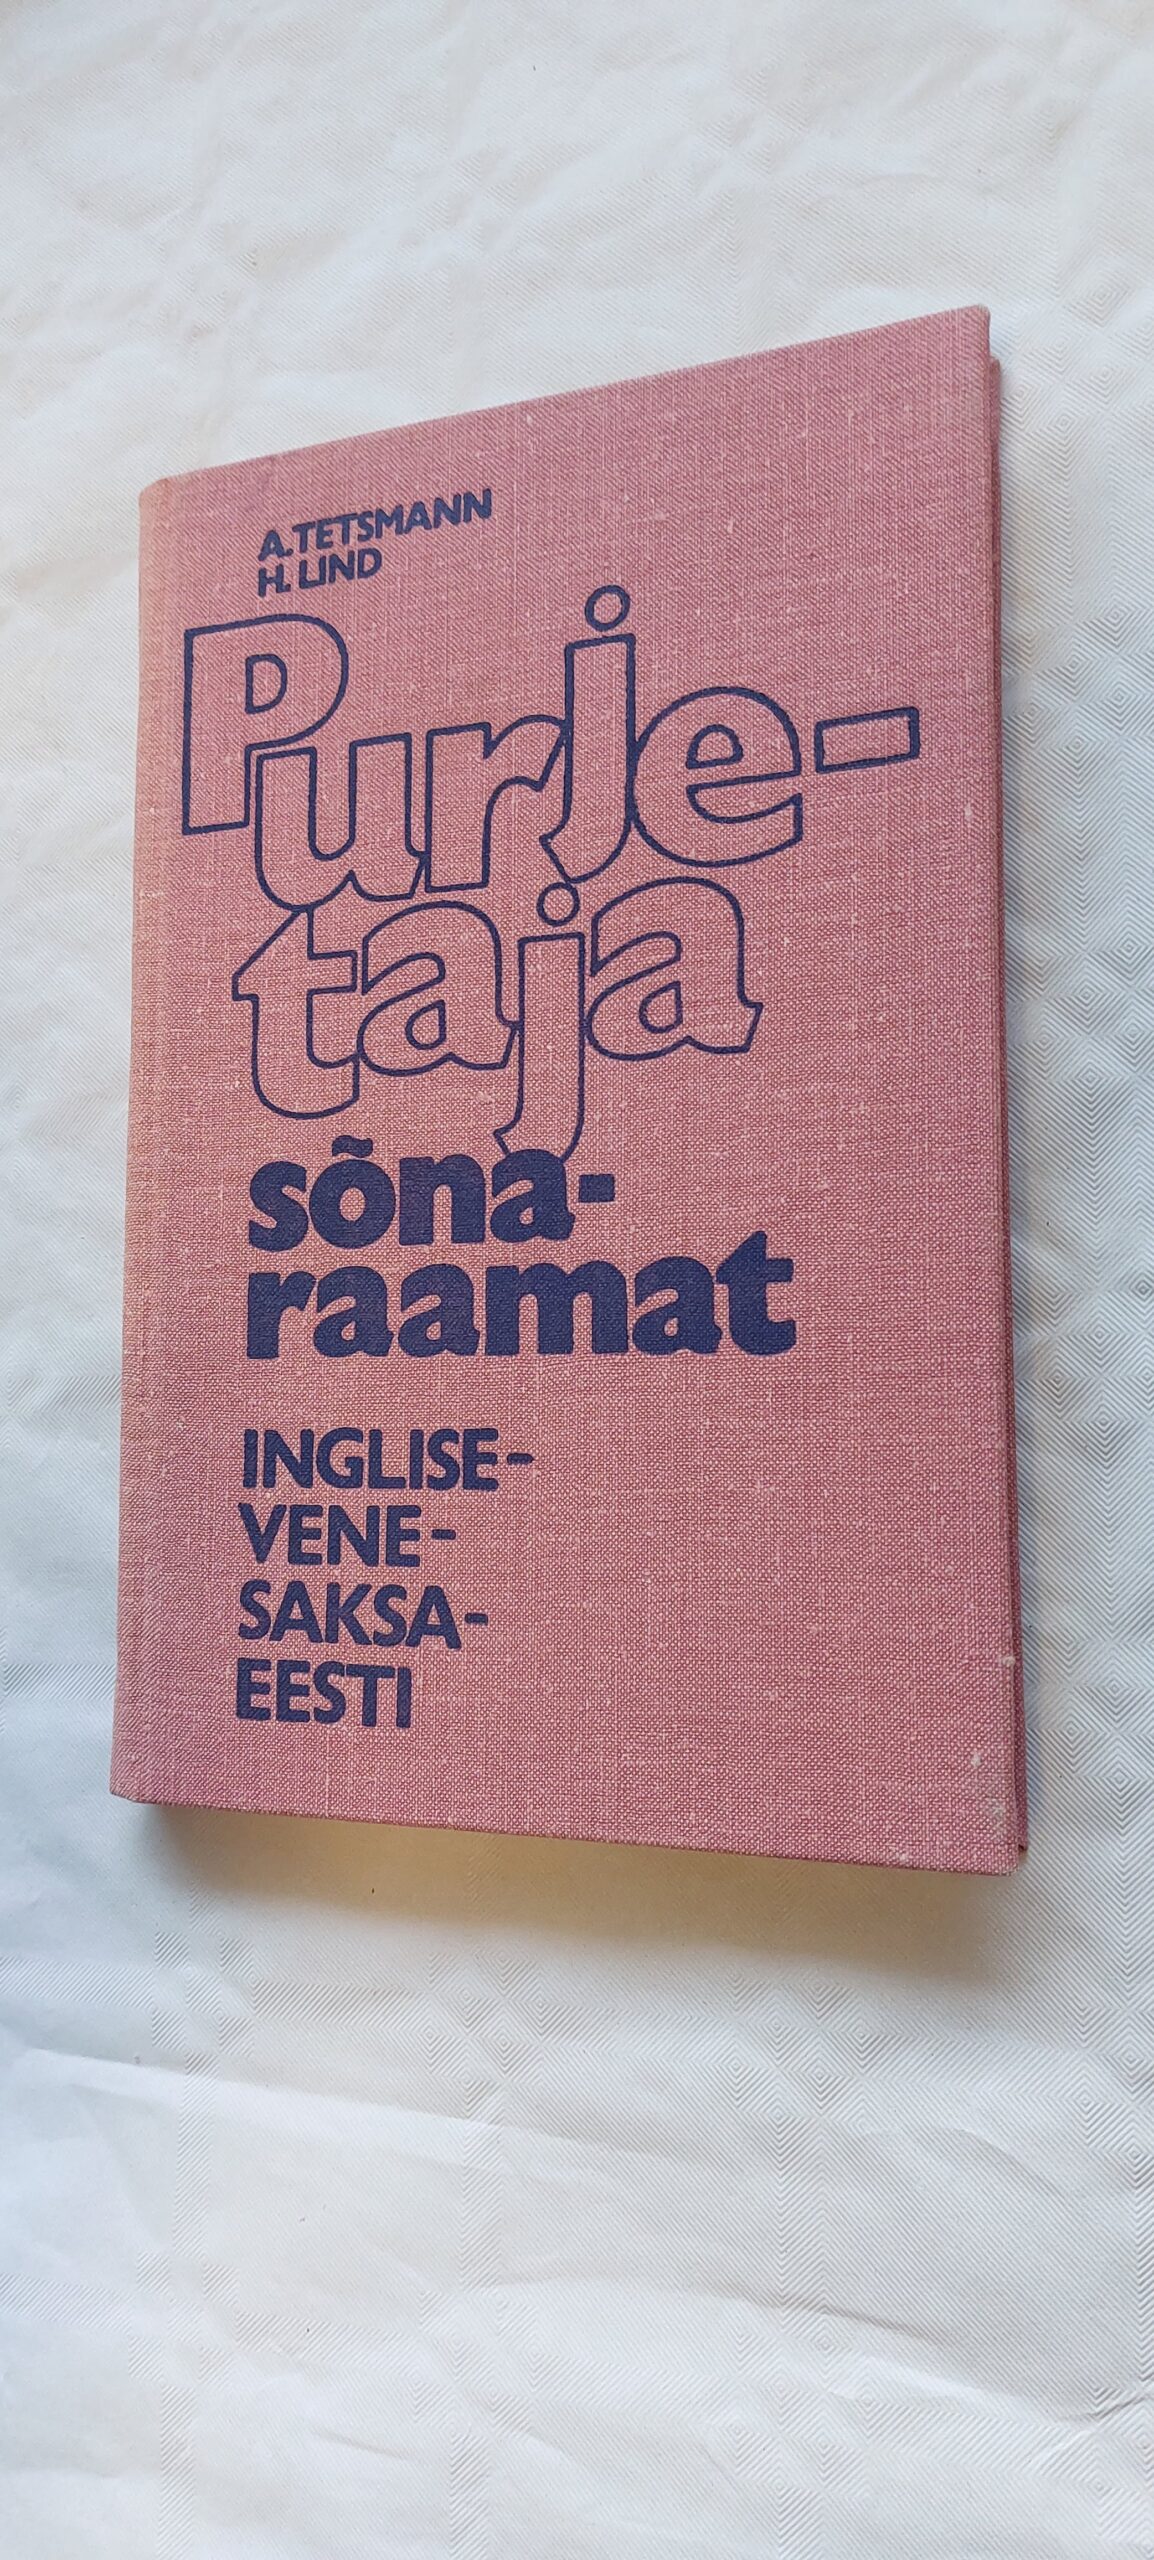 A.TETSMANN
H. LIND
Purje-
taja
sõna-
raamat
INGLISE-
VENE-
SAKSA-
EESTI